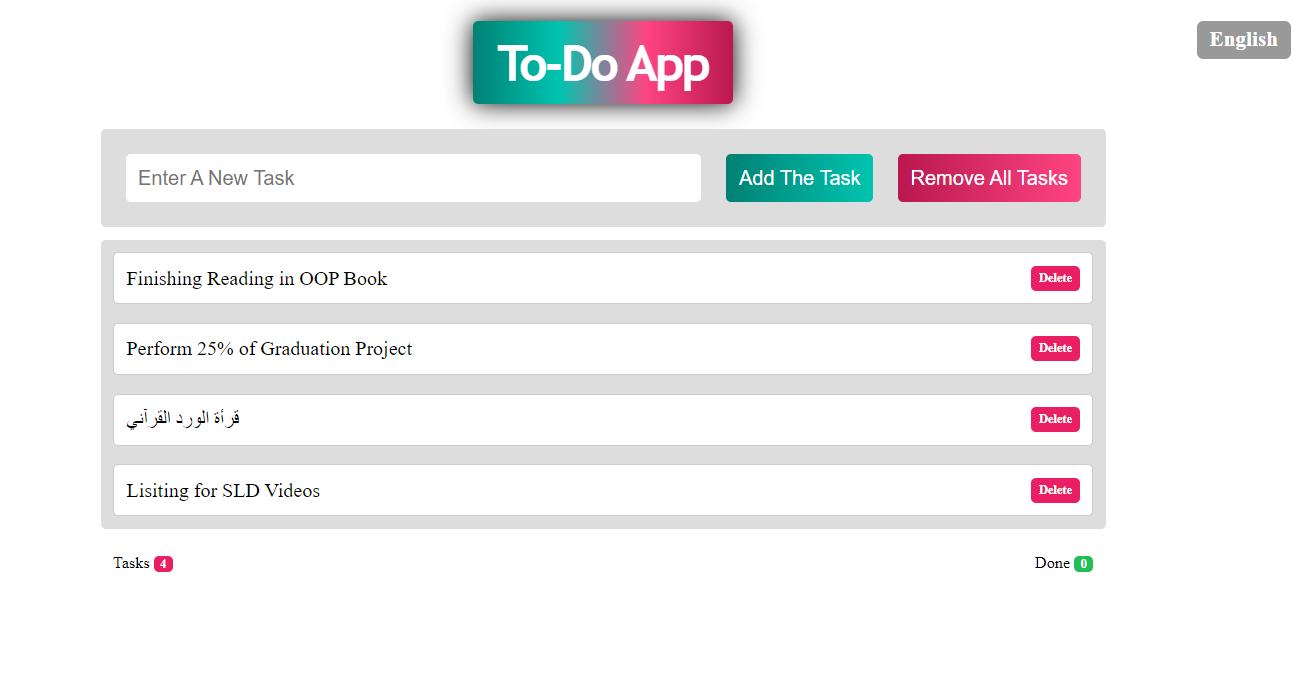 To-Do App
English
Enter A New Task
Add The Task
Remove All Tasks
Finishing Reading in OOP Book
Delete
Perform 25% of Graduation Project
Delete
قرأة الورد القرآني
Delete
Lisiting for SLD Videos
Delete
Tasks 4
Done 0